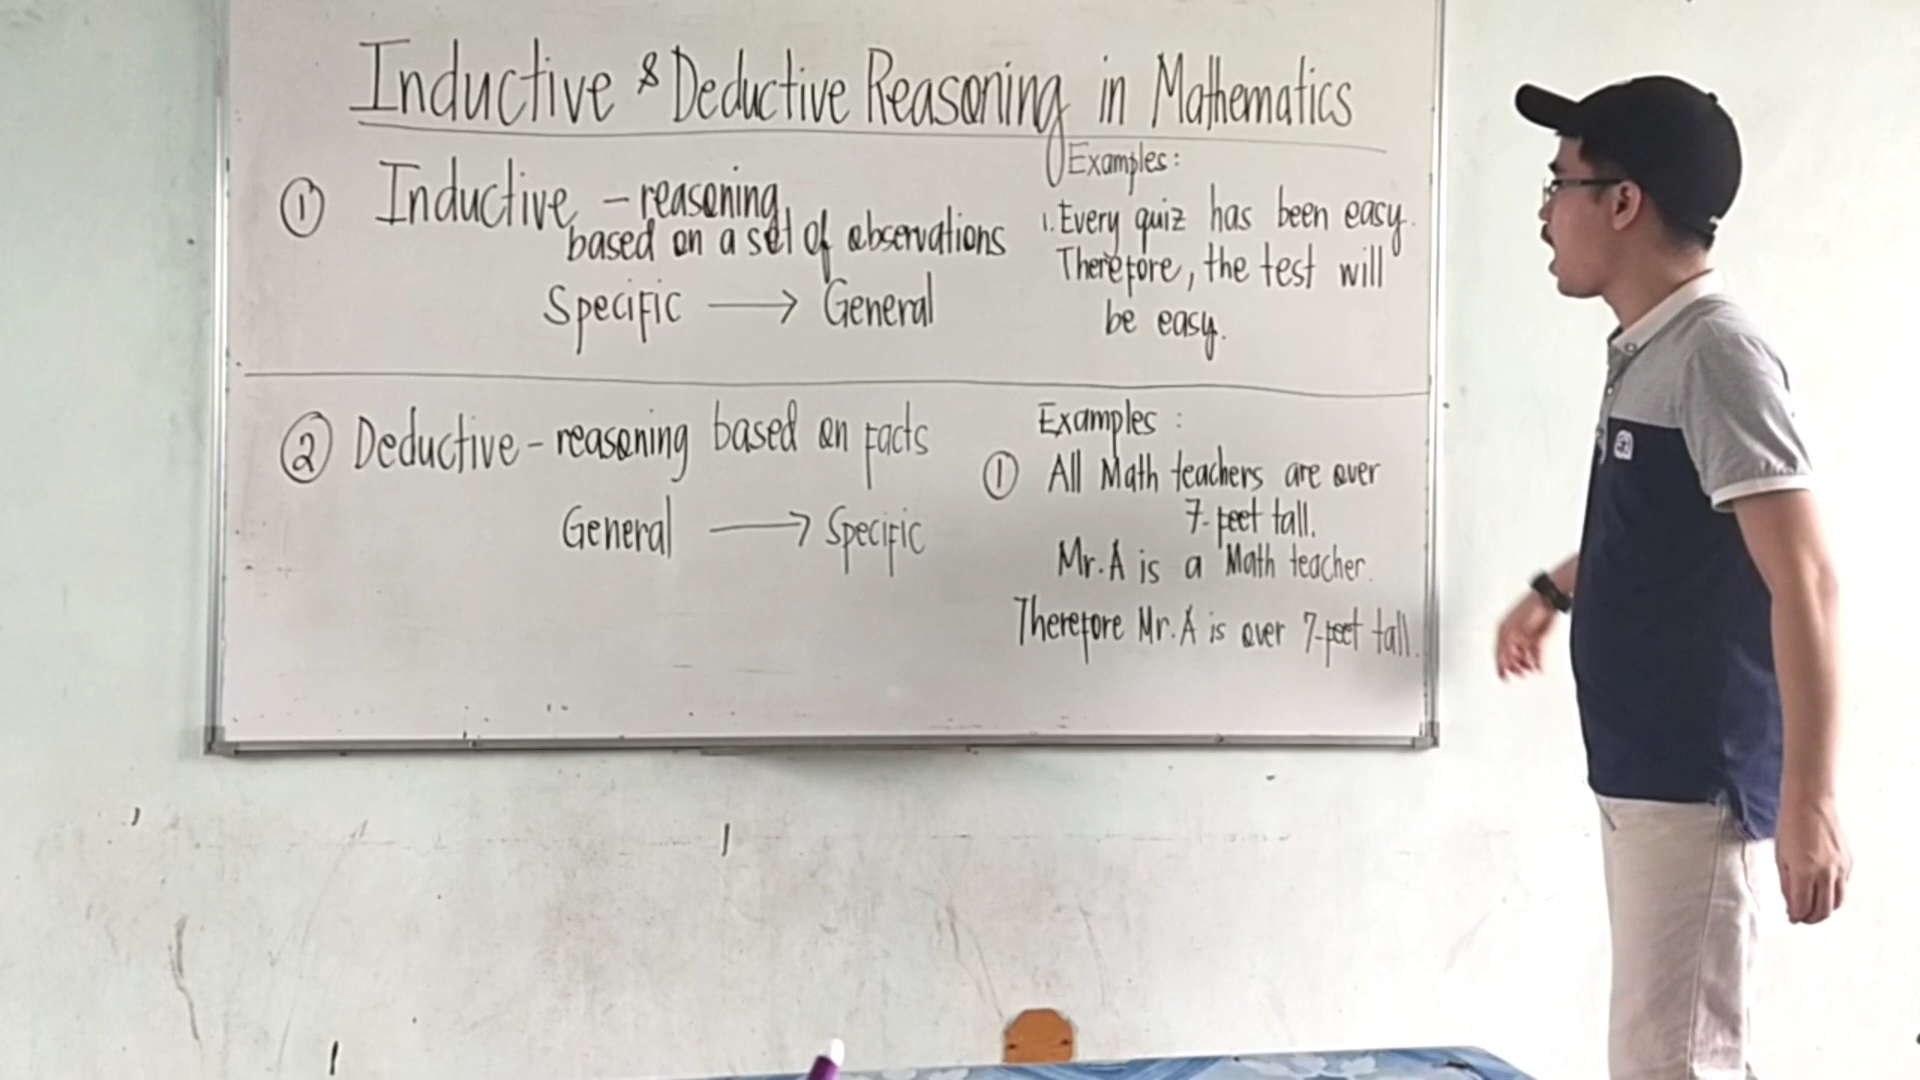 Inductive & Deductive Reasoning in Mathematics
① Inductive – reasoning
based on a set of observations
Specific → General
Examples:
1. Every quiz has been easy.
Therefore, the test will
be easy.
② Deductive – reasoning based on facts
General → Specific
Examples:
① All Math teachers are over
7-feet tall.
Mr. A is a Math teacher.
Therefore Mr. A is over 7-feet tall.